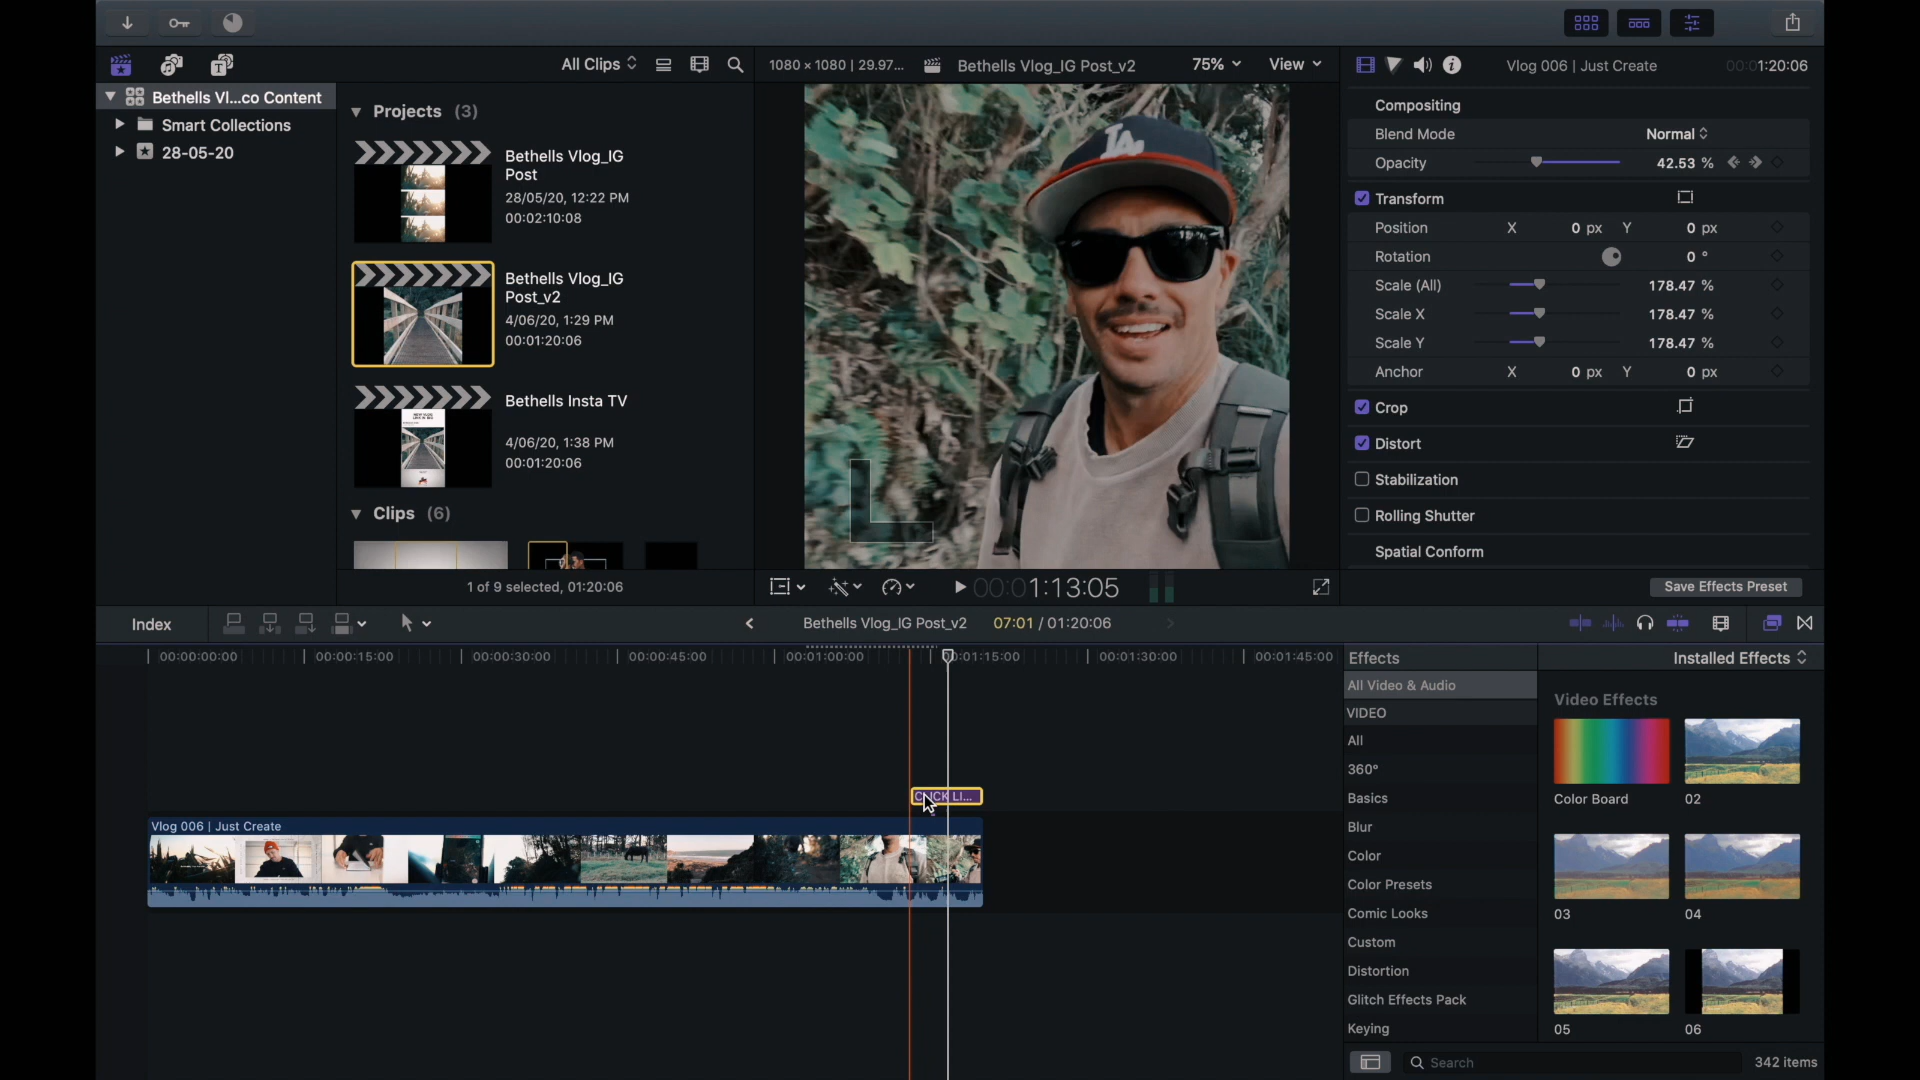 All Clips
1080 × 1080 | 29.97...
Bethells Vlog_IG Post_v2
75%
View
Vlog 006 | Just Create
00:01:20:06
Bethells Vl...co Content
Smart Collections
28-05-20
Projects (3)
Bethells Vlog_IG
Post
28/05/20, 12:22 PM
00:02:10:08
Bethells Vlog_IG
Post_v2
4/06/20, 1:29 PM
00:01:20:06
Bethells Insta TV
4/06/20, 1:38 PM
00:01:20:06
Clips (6)
1 of 9 selected, 01:20:06
LA
00:01:13:05
Compositing
Blend Mode
Normal
Opacity
42.53 %
Transform
Position X 0 px Y 0 px
Rotation 0 °
Scale (All) 178.47 %
Scale X 178.47 %
Scale Y 178.47 %
Anchor X 0 px Y 0 px
Crop
Distort
Stabilization
Rolling Shutter
Spatial Conform
Save Effects Preset
Index
Bethells Vlog_IG Post_v2
07:01 / 01:20:06
00:00:00:00
00:00:15:00
00:00:30:00
00:00:45:00
00:01:00:00
00:01:15:00
00:01:30:00
00:01:45:00
CLICK LI...
Vlog 006 | Just Create
Effects
Installed Effects
All Video & Audio
VIDEO
All
360°
Basics
Blur
Color
Color Presets
Comic Looks
Custom
Distortion
Glitch Effects Pack
Keying
Video Effects
Color Board
02
03
04
05
06
Search
342 items